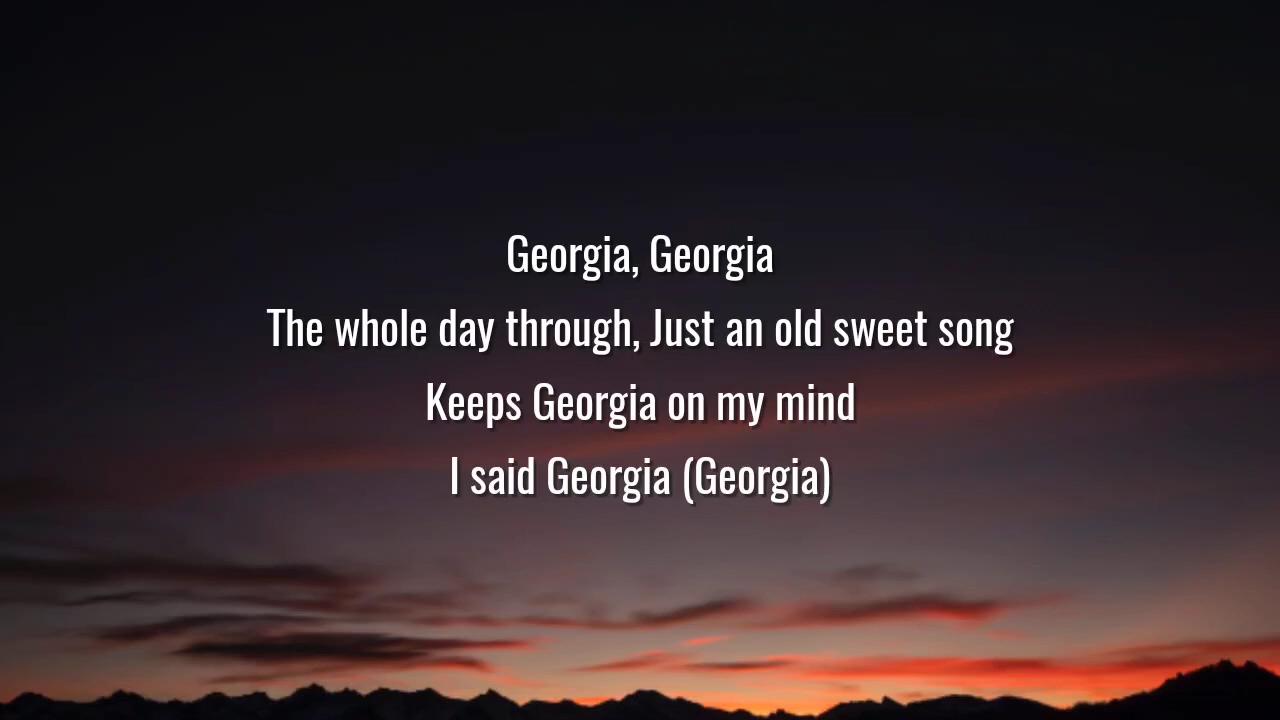 Georgia, Georgia
The whole day through, Just an old sweet song
Keeps Georgia on my mind
I said Georgia (Georgia)